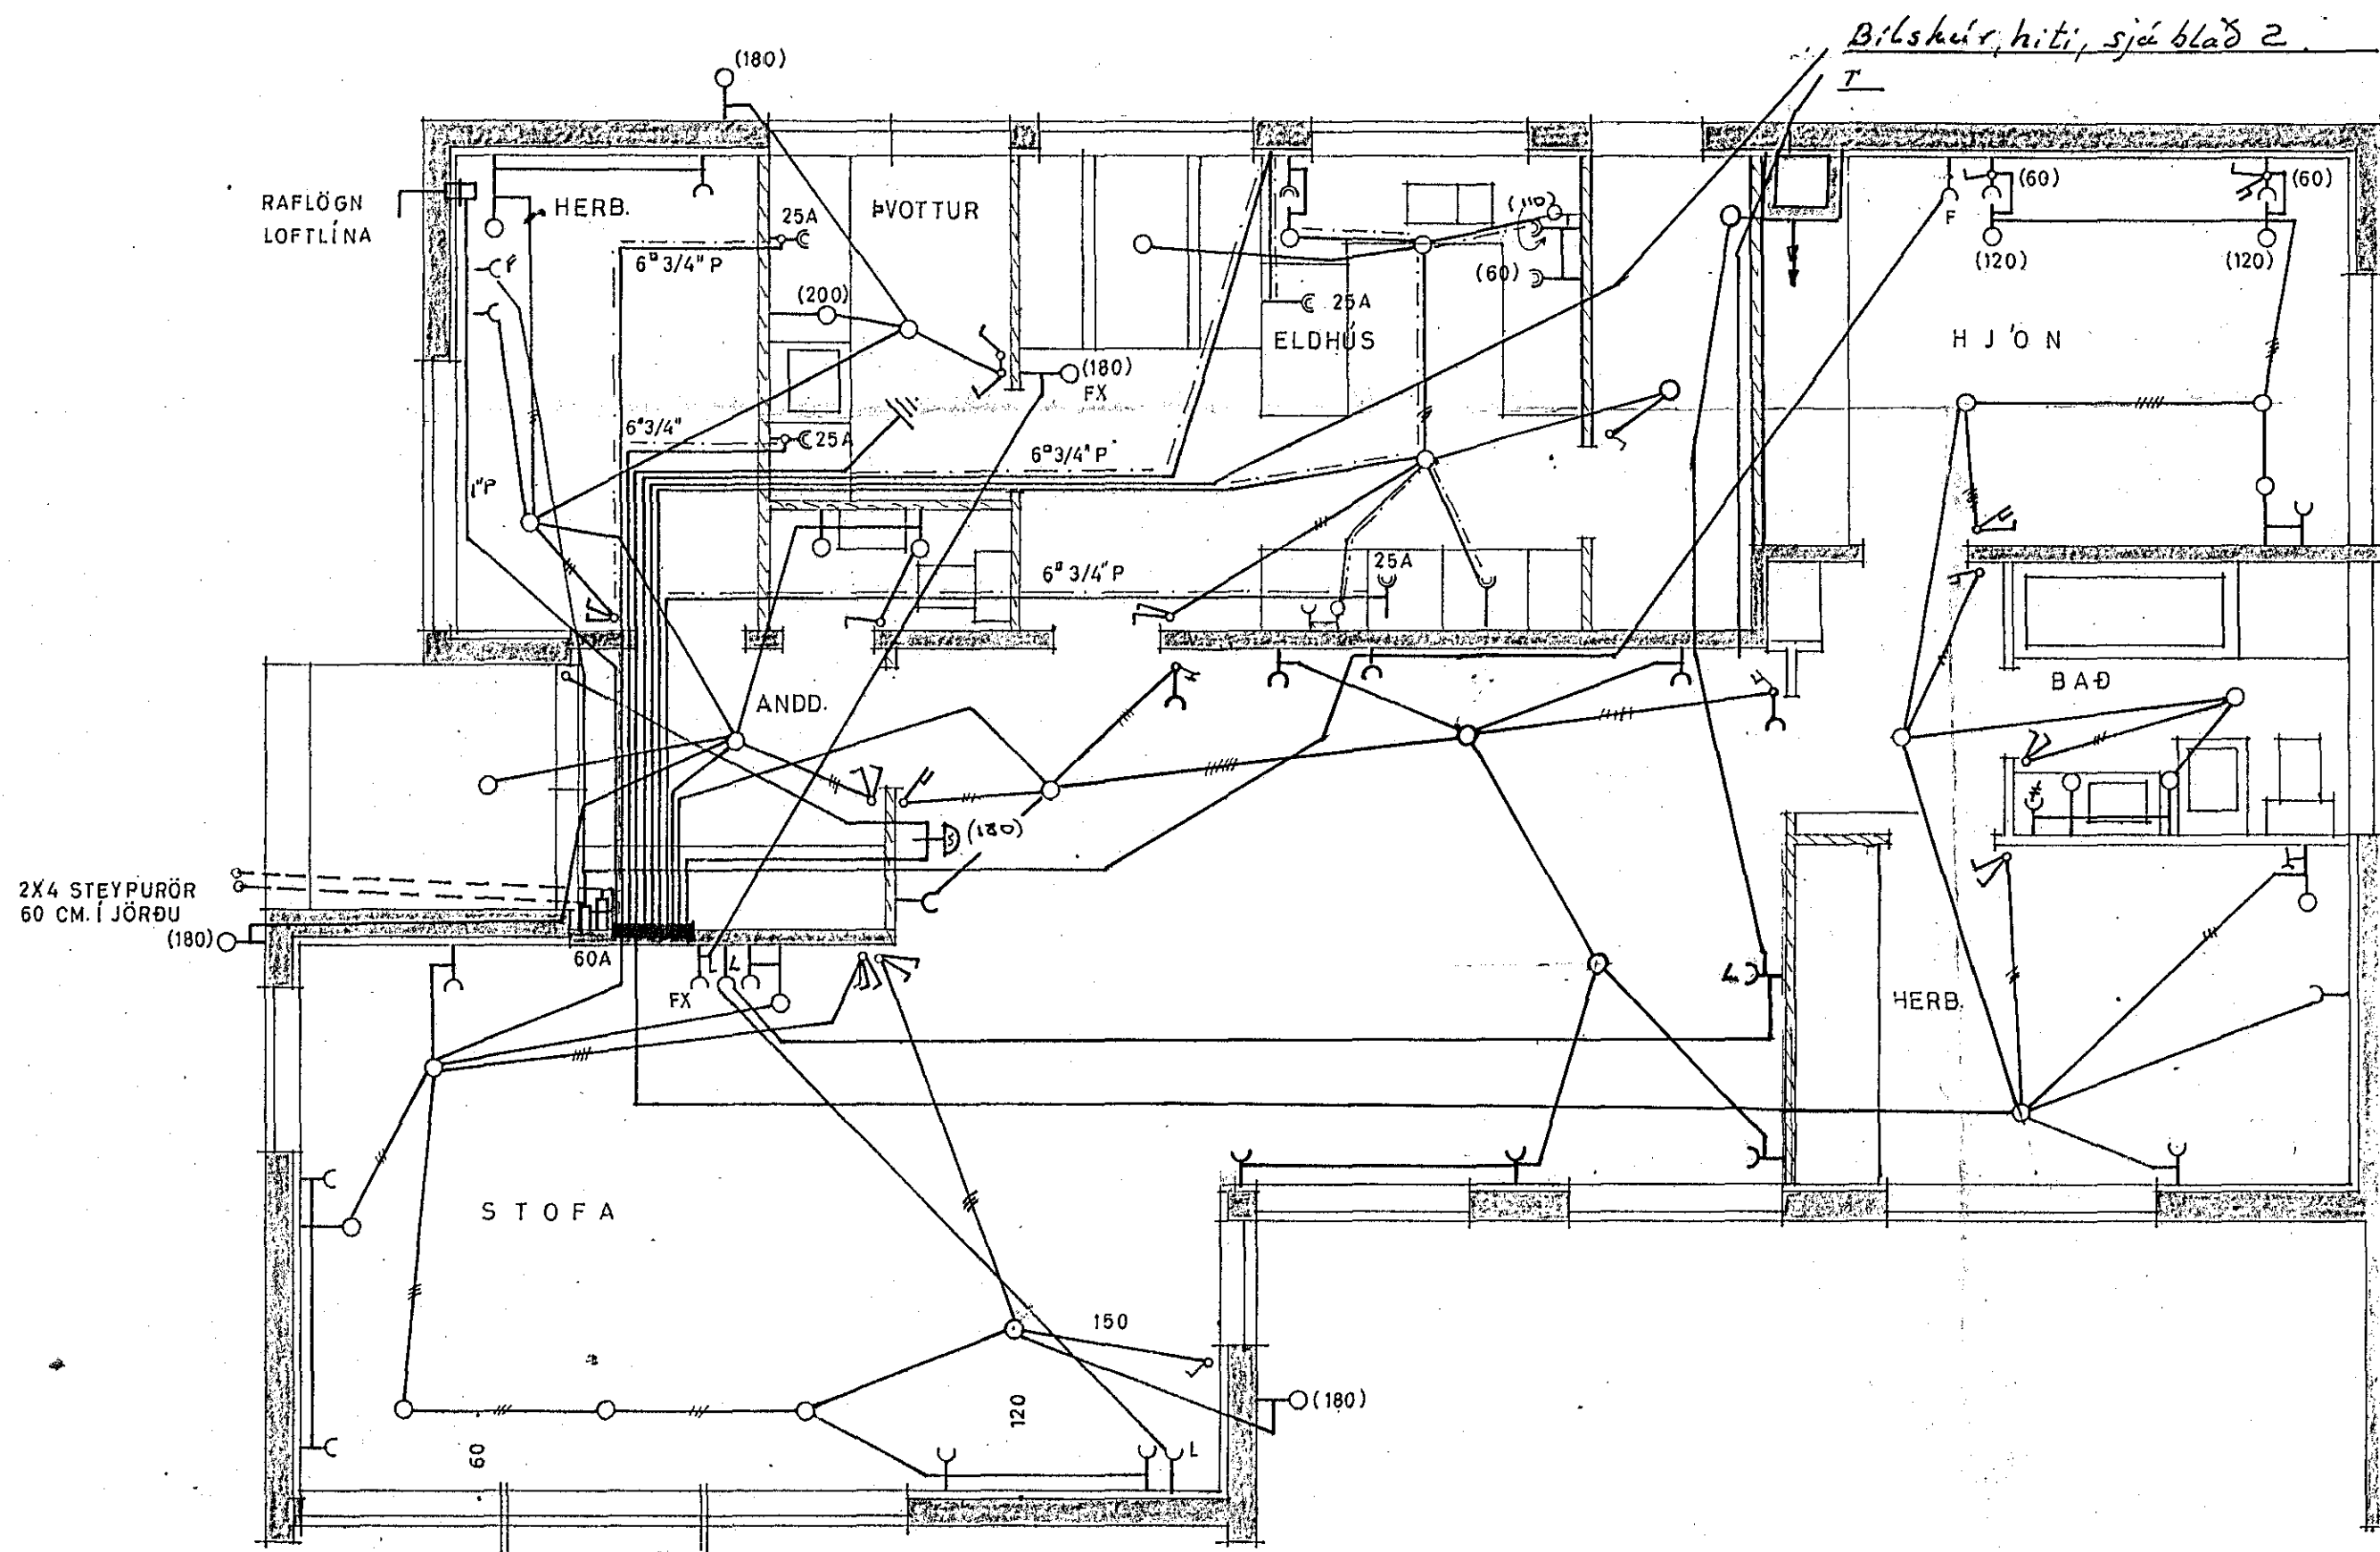 Bílskúr, hiti, sjá blað 2.
T
(180)
RAFLÖGN
LOFTLÍNA
HERB.
ÞVOTTUR
25A
6□ 3/4" P
(200)
F
(110)
(60)
25A
ELDHÚS
(180)
FX
F
(60)
(60)
(120)
(120)
HJÓN
6□ 3/4"
25A
6□ 3/4" P
1"P
6□ 3/4" P
25A
ANDD.
BAÐ
(180)
2X4 STEYPURÖR
60 CM. Í JÖRÐU
(180)
60A
FX
L
L
L
HERB.
STOFA
150
120
(180)
60
L